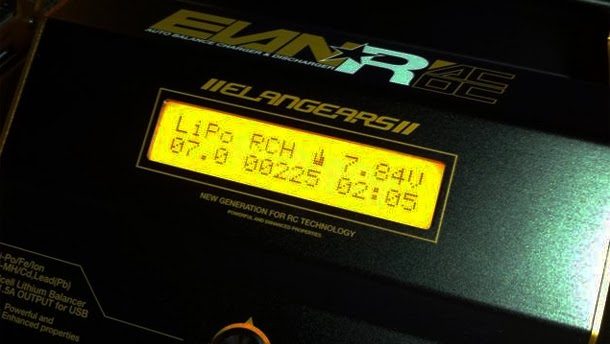 ELAN★R AC DC
AUTO BALANCE CHARGER & DISCHARGER
ELANGEARS
LiPo RCH 7.84V
07.0 00225 02:05
NEW GENERATION FOR RC TECHNOLOGY
POWERFUL AND ENHANCED PROPERTIES
i-Po/Fe/Ion
-MH/Cd,Lead(Pb)
cell Lithium Balancer
.5A OUTPUT for USB
Powerful and
Enhanced properties